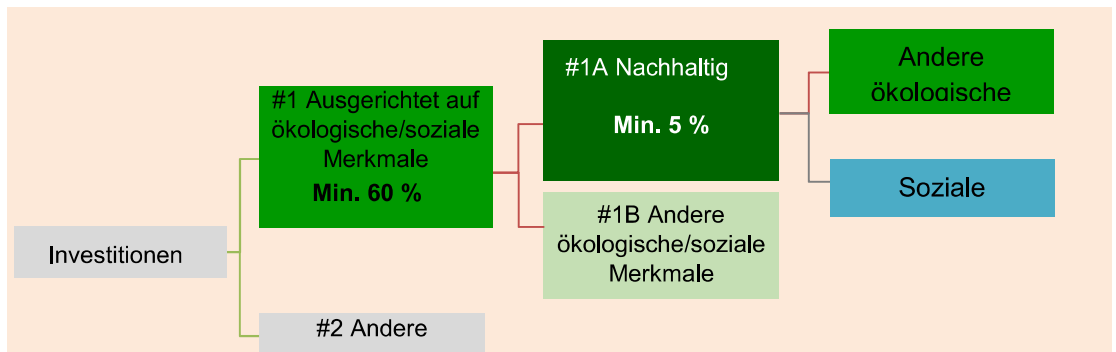 Investitionen
#1 Ausgerichtet auf
ökologische/soziale
Merkmale
Min. 60 %
#2 Andere
#1A Nachhaltig
Min. 5 %
#1B Andere
ökologische/soziale
Merkmale
Andere
ökologische
Soziale